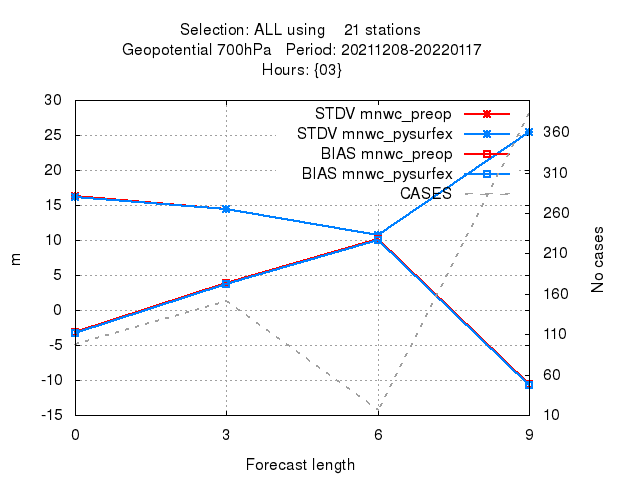 Selection: ALL using    21 stations
Geopotential 700hPa   Period: 20211208-20220117
Hours: {03}
STDV mnwc_preop
STDV mnwc_pysurfex
BIAS mnwc_preop
BIAS mnwc_pysurfex
CASES
30
25
20
15
10
5
0
-5
-10
-15
m
360
310
260
210
160
110
60
10
No cases
0 3 6 9
Forecast length